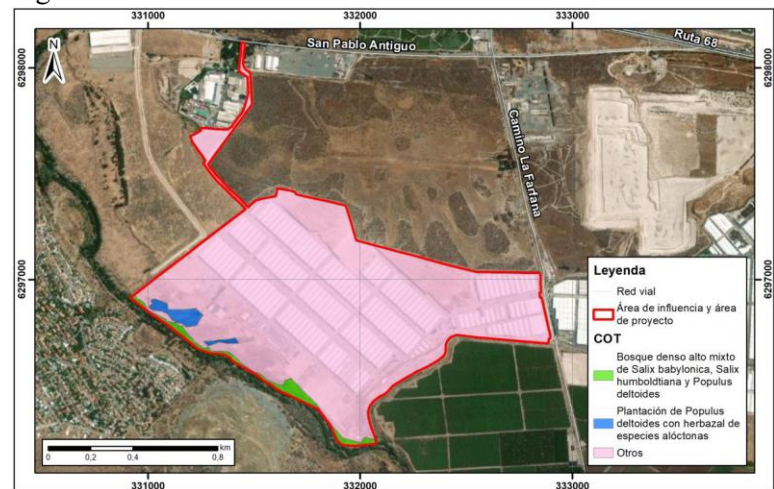 331000 332000 333000
San Pablo Antiguo
Ruta 68
N
6298000
6298000
Camino La Farfana
6297000
6297000
Leyenda
Red vial
Área de influencia y área
de proyecto
COT
Bosque denso alto mixto
de Salix babylonica, Salix
humboldtiana y Populus
deltoides
Plantación de Populus
deltoides con herbazal de
especies alóctonas
Otros
km
0 0,2 0,4 0,8
331000 332000 333000